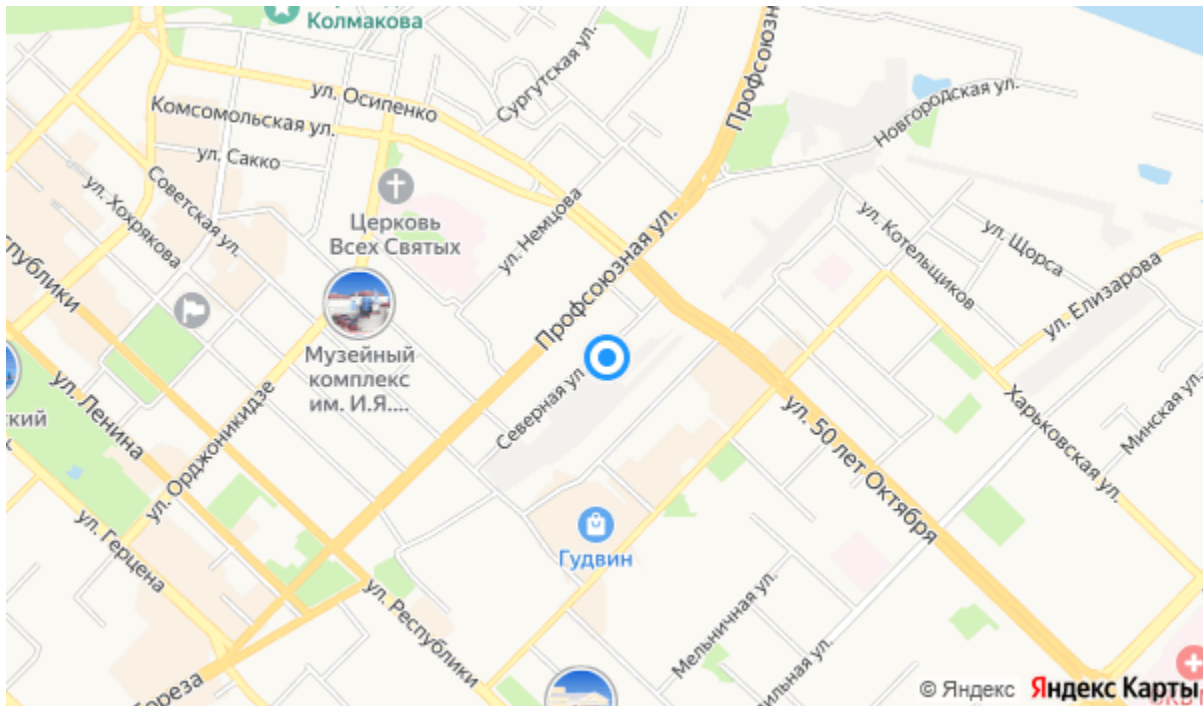 Колмакова
Сургутская ул.
Профсоюзная
ул. Осипенко
Комсомольская ул.
Новгородская ул.
ул. Сакко
ул. Хохрякова
Советская ул.
Церковь
Всех Святых
ул. Немцова
Профсоюзная ул.
ул. Котельщиков
ул. Щорса
ул. Елизарова
Музейный
комплекс
им. И.Я....
Северная ул
ул. Ленина
ул. Орджоникидзе
ул. 50 лет Октября
Харьковская ул.
Минская ул.
ул. Герцена
Гудвин
ул. Республики
Мельничная ул.
© Яндекс
Яндекс Карты